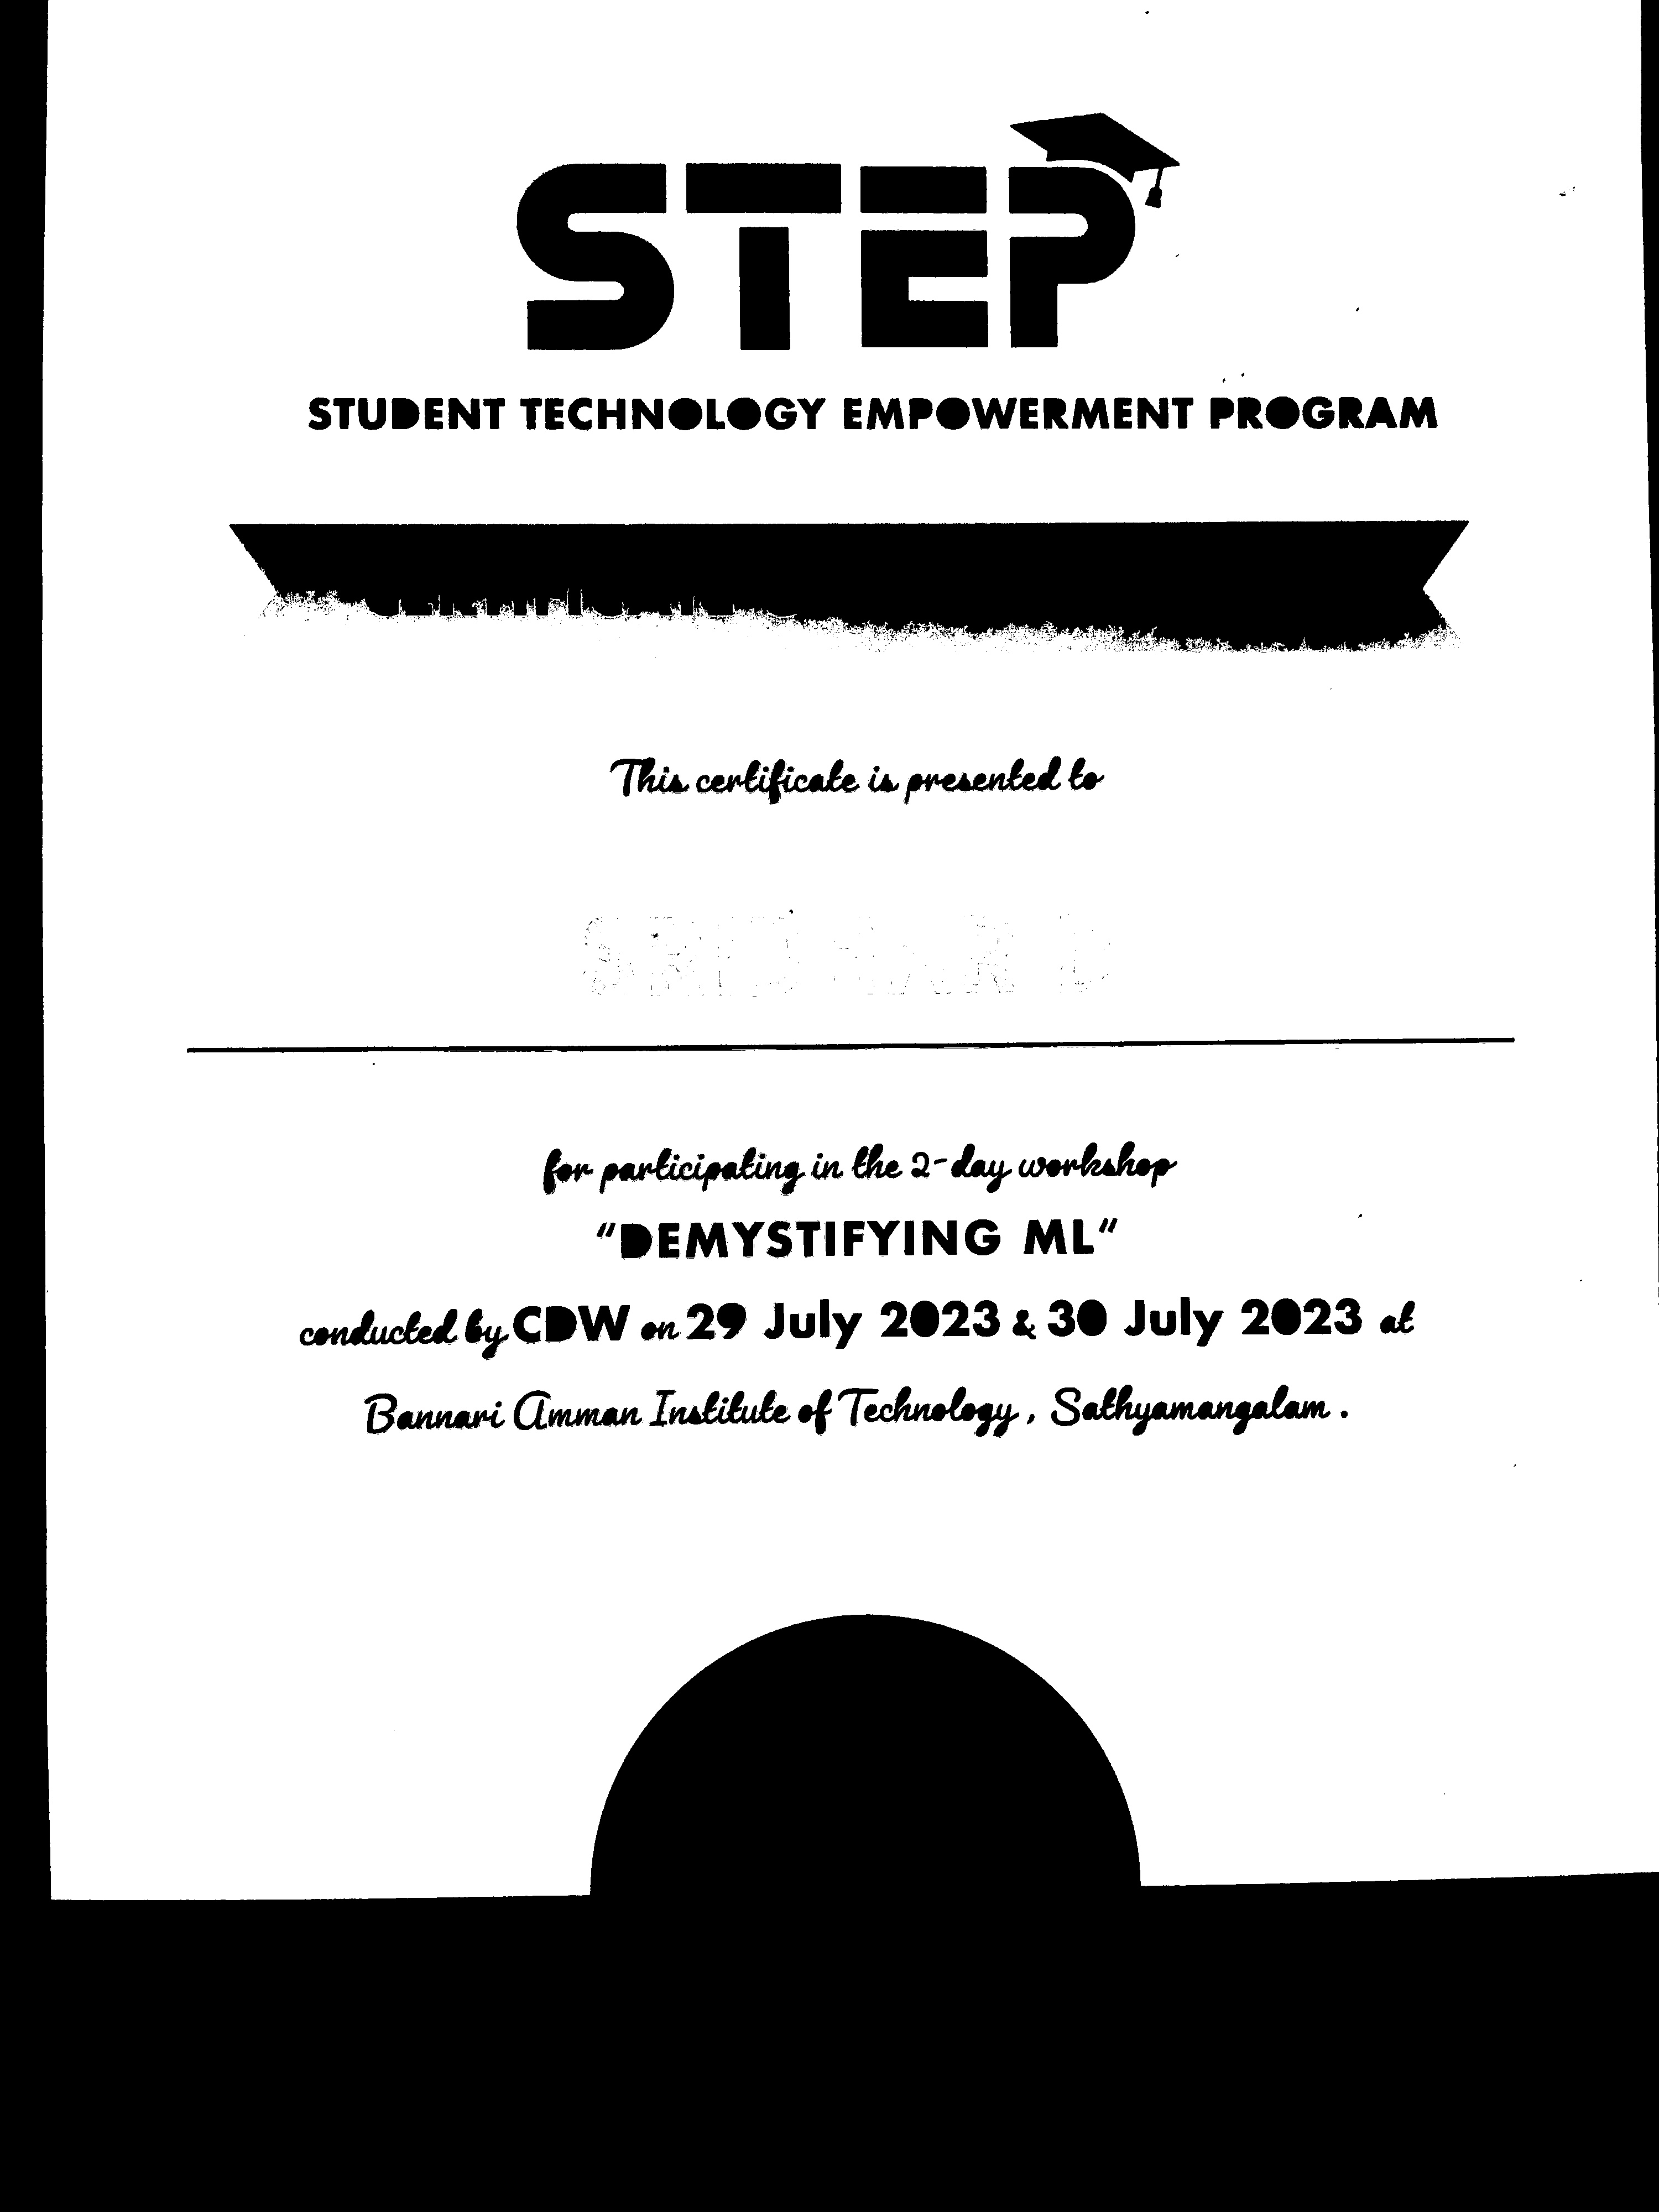 STEP
STUDENT TECHNOLOGY EMPOWERMENT PROGRAM
This certificate is presented to
for participating in the 2-day workshop
"DEMYSTIFYING ML"
conducted by CDW on 29 July 2023 & 30 July 2023 at
Bannari Amman Institute of Technology, Sathyamangalam.